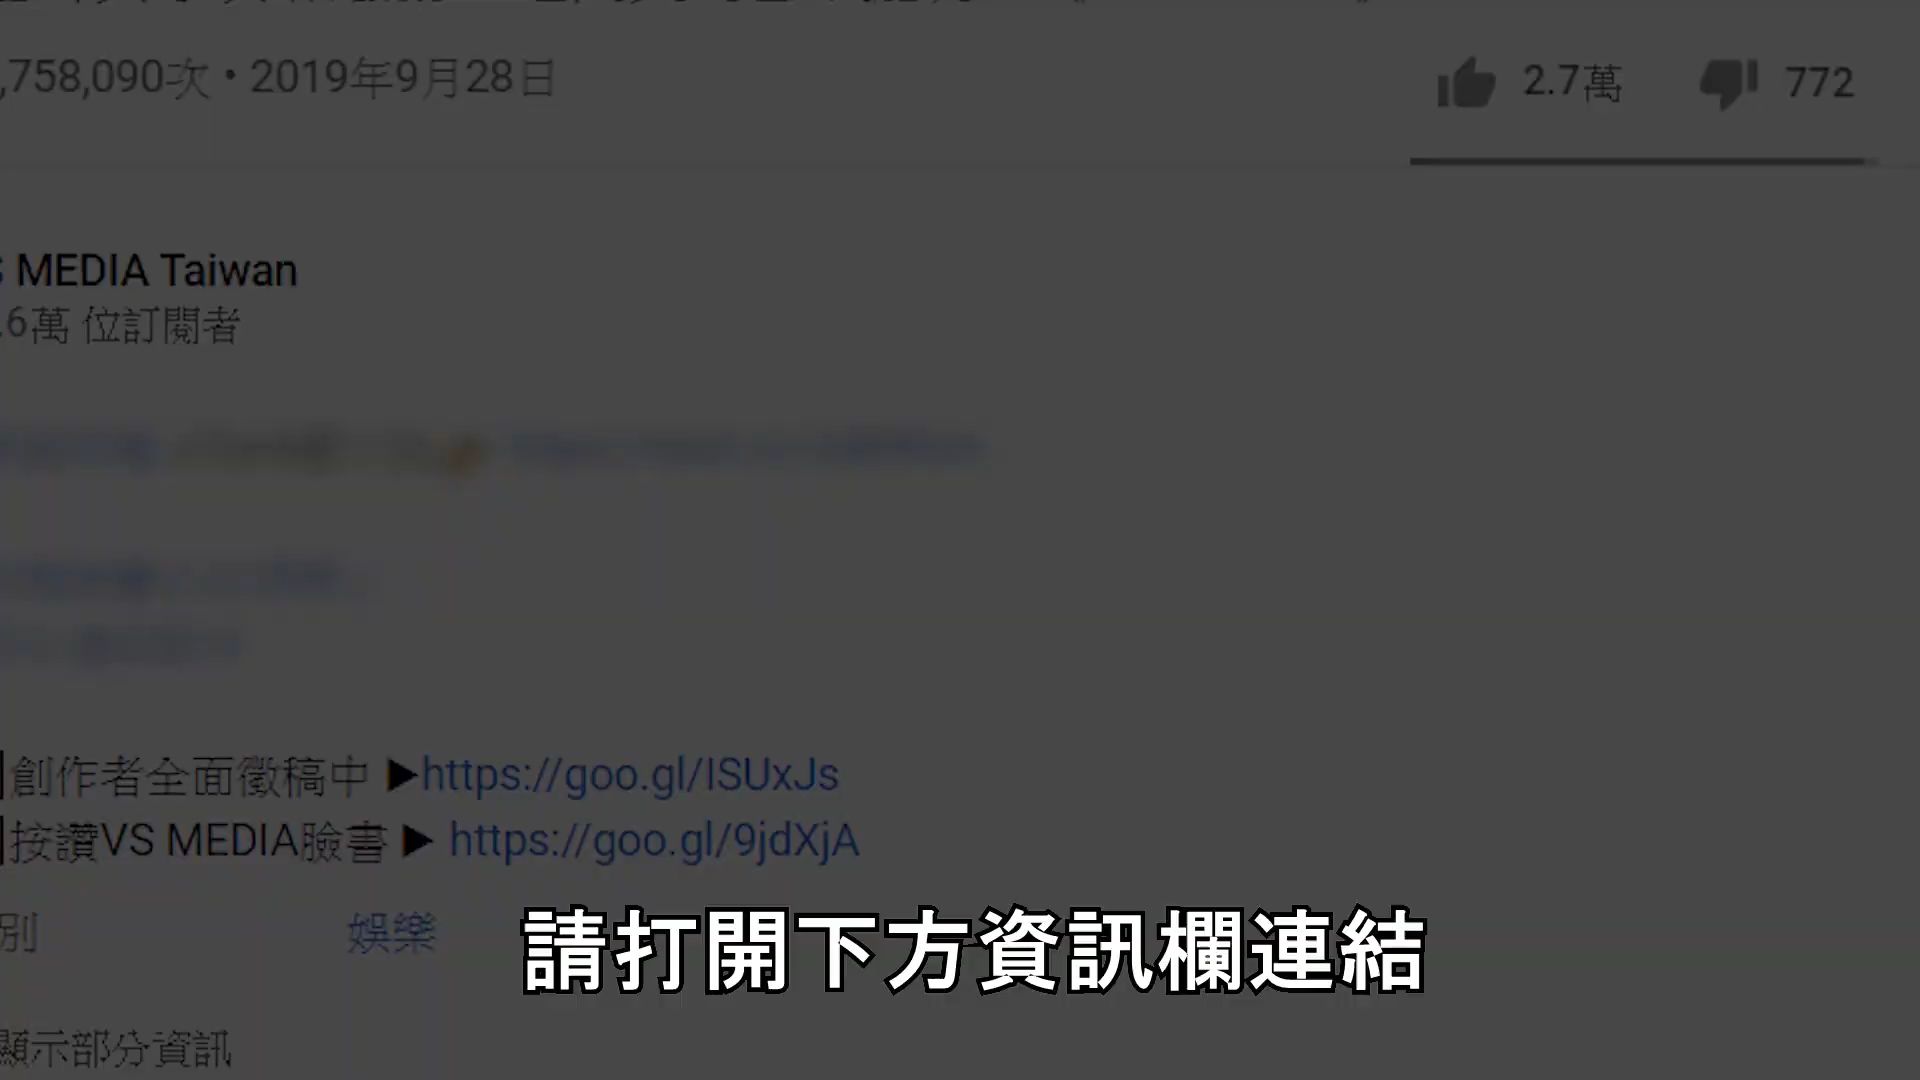 ,758,090次 • 2019年9月28日
2.7萬 772
MEDIA Taiwan
.6萬 位訂閱者
創作者全面徵稿中 ▶https://goo.gl/ISUxJs
按讚VS MEDIA臉書 ▶ https://goo.gl/9jdXjA
別 娛樂
請打開下方資訊欄連結
顯示部分資訊